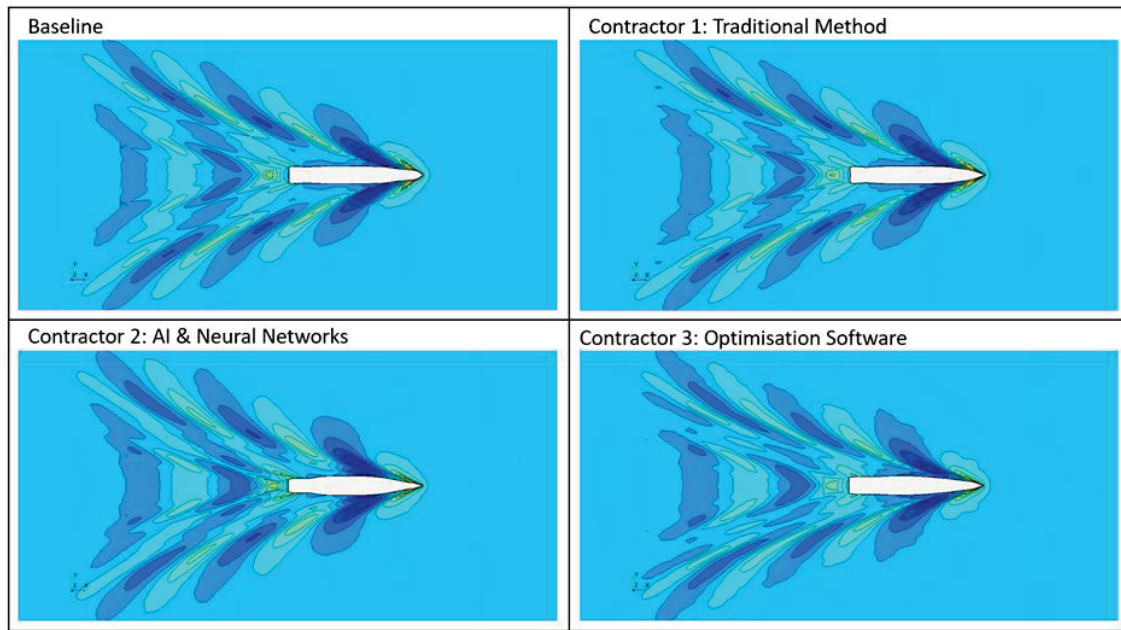 Baseline
Contractor 1: Traditional Method
Contractor 2: AI & Neural Networks
Contractor 3: Optimisation Software